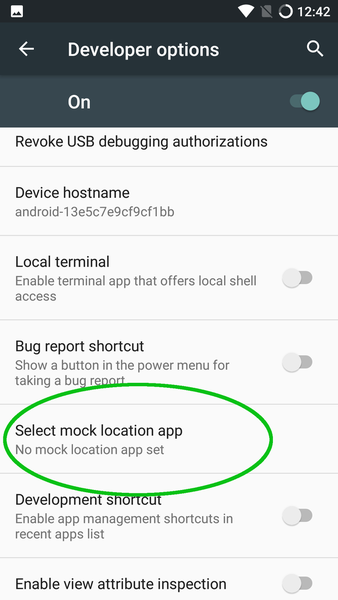 12:42
Developer options
On
Revoke USB debugging authorizations
Device hostname
android-13e5c7e9cf9cf1bb
Local terminal
Enable terminal app that offers local shell
access
Bug report shortcut
Show a button in the power menu for
taking a bug report
Select mock location app
No mock location app set
Development shortcut
Enable app management shortcuts in
recent apps list
Enable view attribute inspection